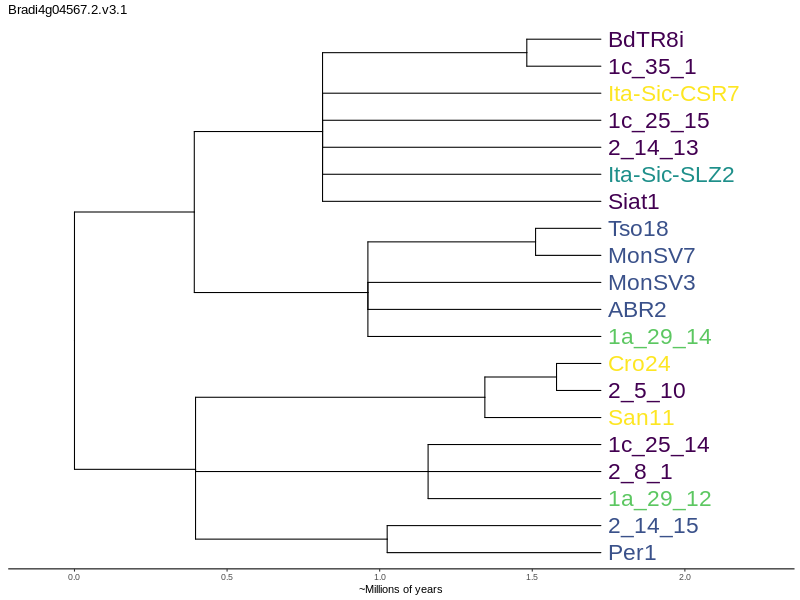 Bradi4g04567.2.v3.1
BdTR8i
1c_35_1
Ita-Sic-CSR7
1c_25_15
2_14_13
Ita-Sic-SLZ2
Siat1
Tso18
MonSV7
MonSV3
ABR2
1a_29_14
Cro24
2_5_10
San11
1c_25_14
2_8_1
1a_29_12
2_14_15
Per1
0.0 0.5 1.0 1.5 2.0
~Millions of years